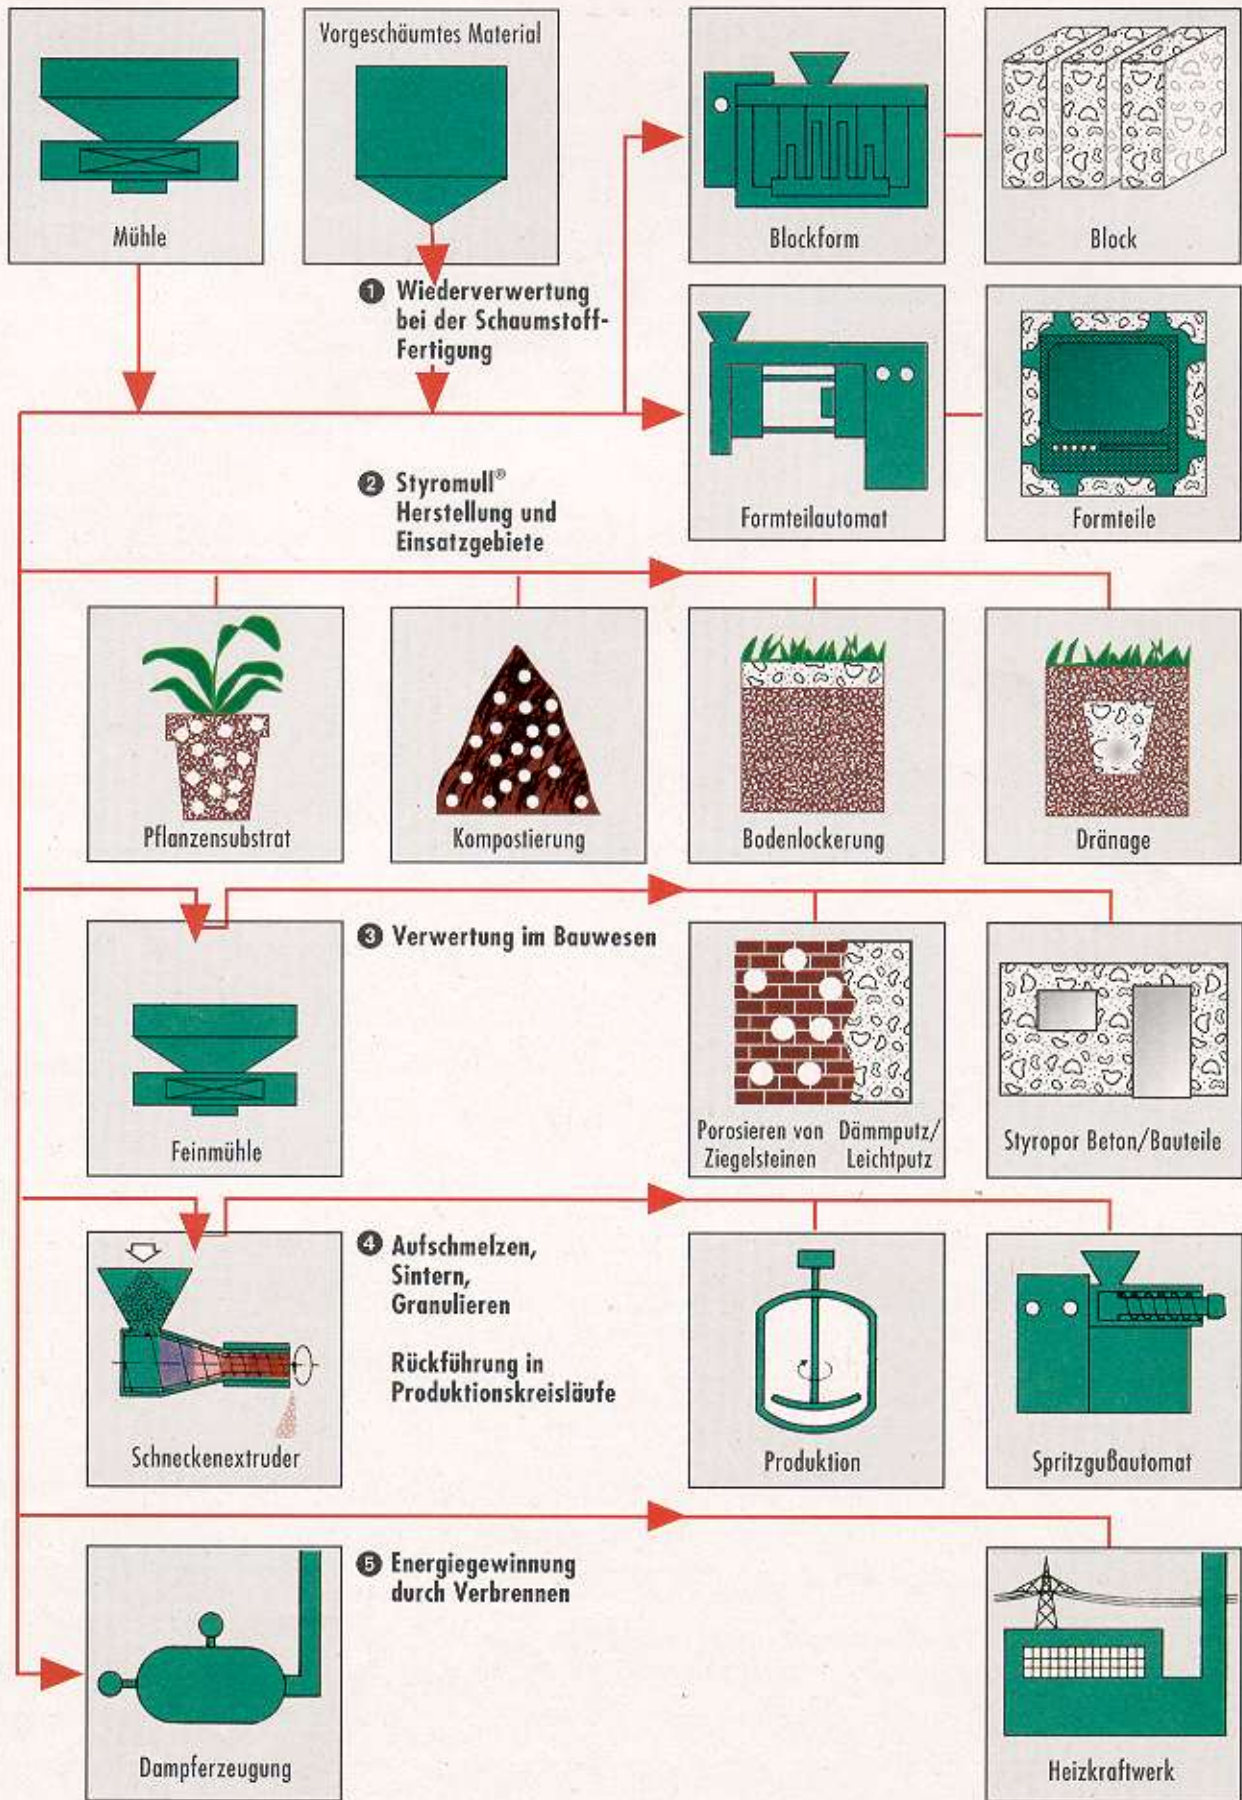 Mühle
Vorgeschäumtes Material
Blockform
Block
❶ Wiederverwertung
bei der Schaumstoff-
Fertigung
Formteilautomat
Formteile
❷ Styromull®
Herstellung und
Einsatzgebiete
Pflanzensubstrat
Kompostierung
Bodenlockerung
Dränage
❸ Verwertung im Bauwesen
Feinmühle
Porosieren von
Ziegelsteinen
Dämmputz/
Leichtputz
Styropor Beton/Bauteile
❹ Aufschmelzen,
Sintern,
Granulieren
Rückführung in
Produktionskreisläufe
Schneckenextruder
Produktion
Spritzgußautomat
❺ Energiegewinnung
durch Verbrennen
Dampferzeugung
Heizkraftwerk